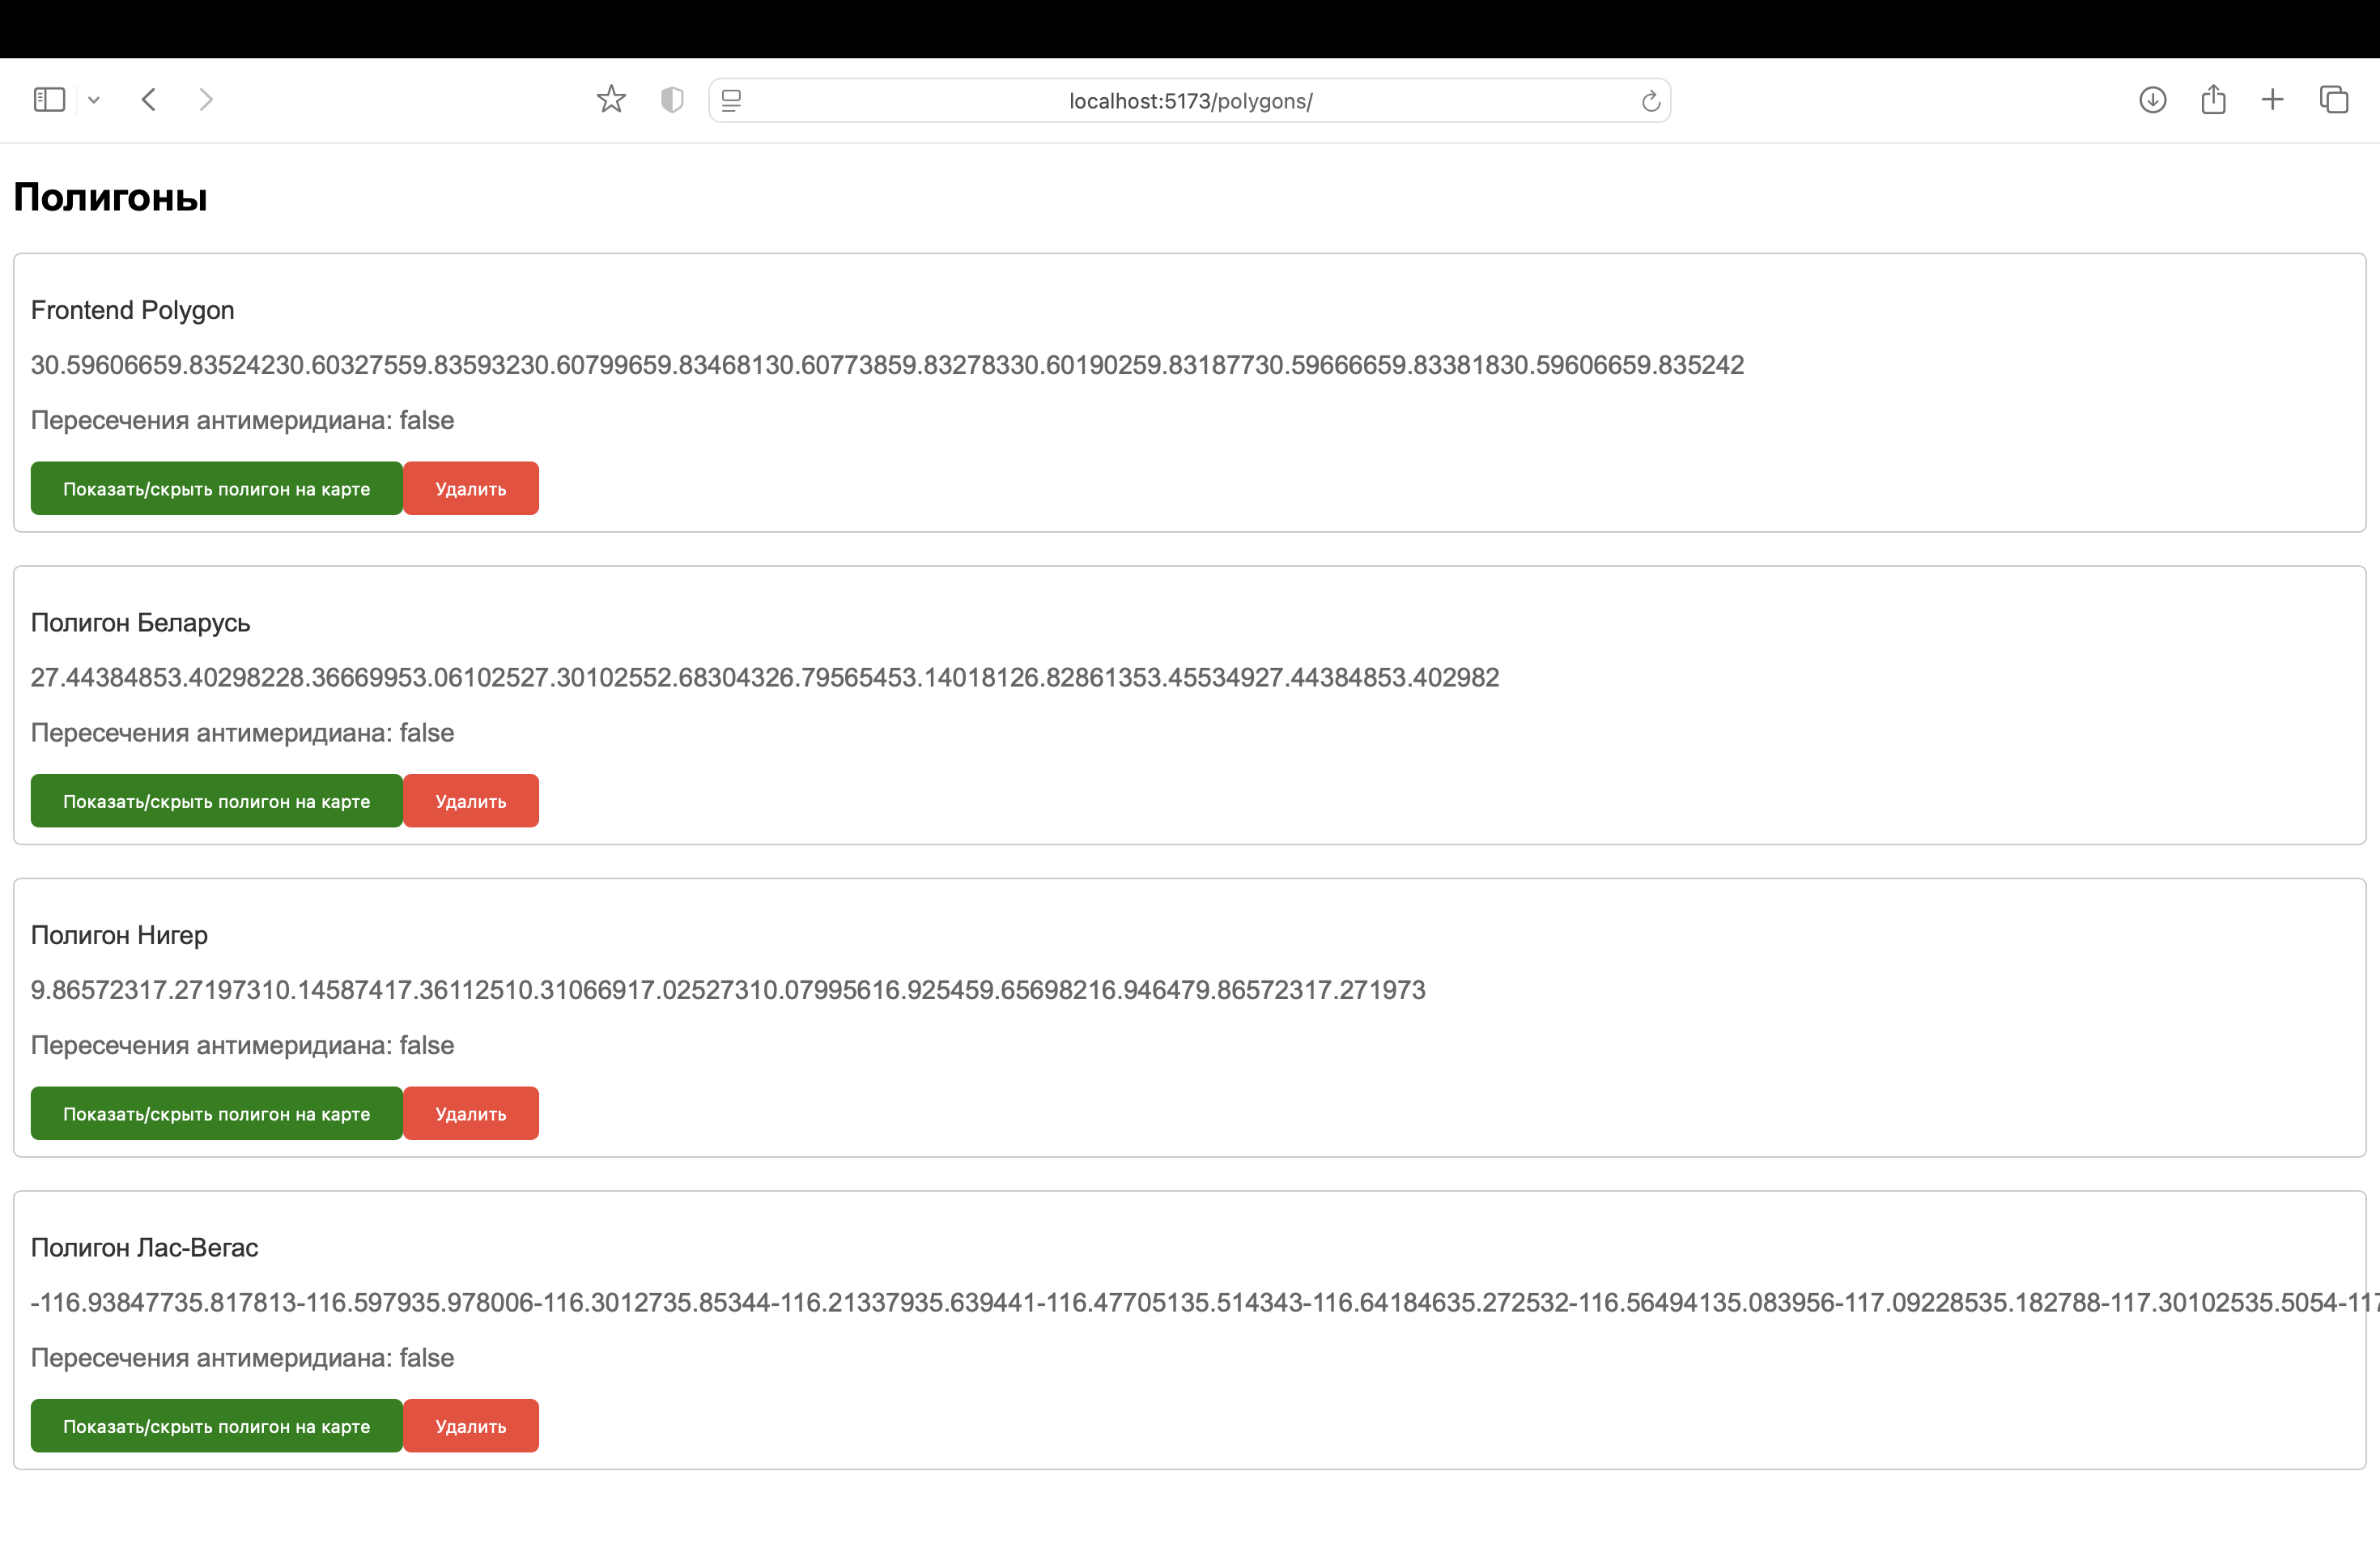 localhost:5173/polygons/
Полигоны
Frontend Polygon
30.59606659.83524230.60327559.83593230.60799659.83468130.60773859.83278330.60190259.83187730.59666659.83381830.59606659.835242
Пересечения антимеридиана: false
Показать/скрыть полигон на карте Удалить
Полигон Беларусь
27.44384853.40298228.36669953.06102527.30102552.68304326.79565453.14018126.82861353.45534927.44384853.402982
Пересечения антимеридиана: false
Показать/скрыть полигон на карте Удалить
Полигон Нигер
9.86572317.27197310.14587417.36112510.31066917.02527310.07995616.925459.65698216.946479.86572317.271973
Пересечения антимеридиана: false
Показать/скрыть полигон на карте Удалить
Полигон Лас-Вегас
-116.93847735.817813-116.597935.978006-116.3012735.85344-116.21337935.639441-116.47705135.514343-116.64184635.272532-116.56494135.083956-117.09228535.182788-117.30102535.5054-117
Пересечения антимеридиана: false
Показать/скрыть полигон на карте Удалить